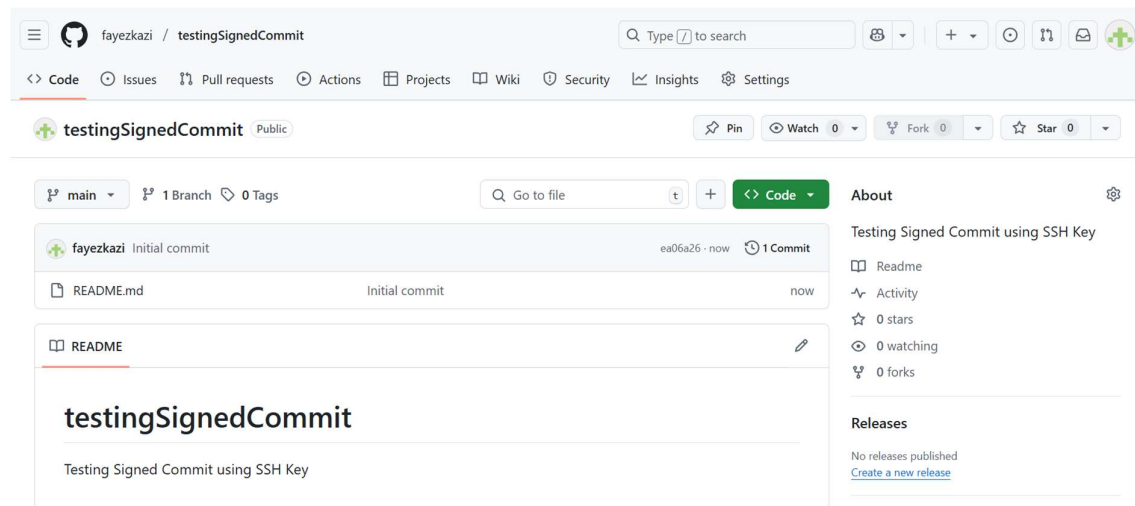 fayezkazi / testingSignedCommit
Type / to search
Code Issues Pull requests Actions Projects Wiki Security Insights Settings
testingSignedCommit Public
Pin Watch 0 Fork 0 Star 0
main 1 Branch 0 Tags
Go to file t
Code
fayezkazi Initial commit ea06a26 · now 1 Commit
README.md Initial commit now
README
testingSignedCommit
Testing Signed Commit using SSH Key
About
Testing Signed Commit using SSH Key
Readme
Activity
0 stars
0 watching
0 forks
Releases
No releases published
Create a new release